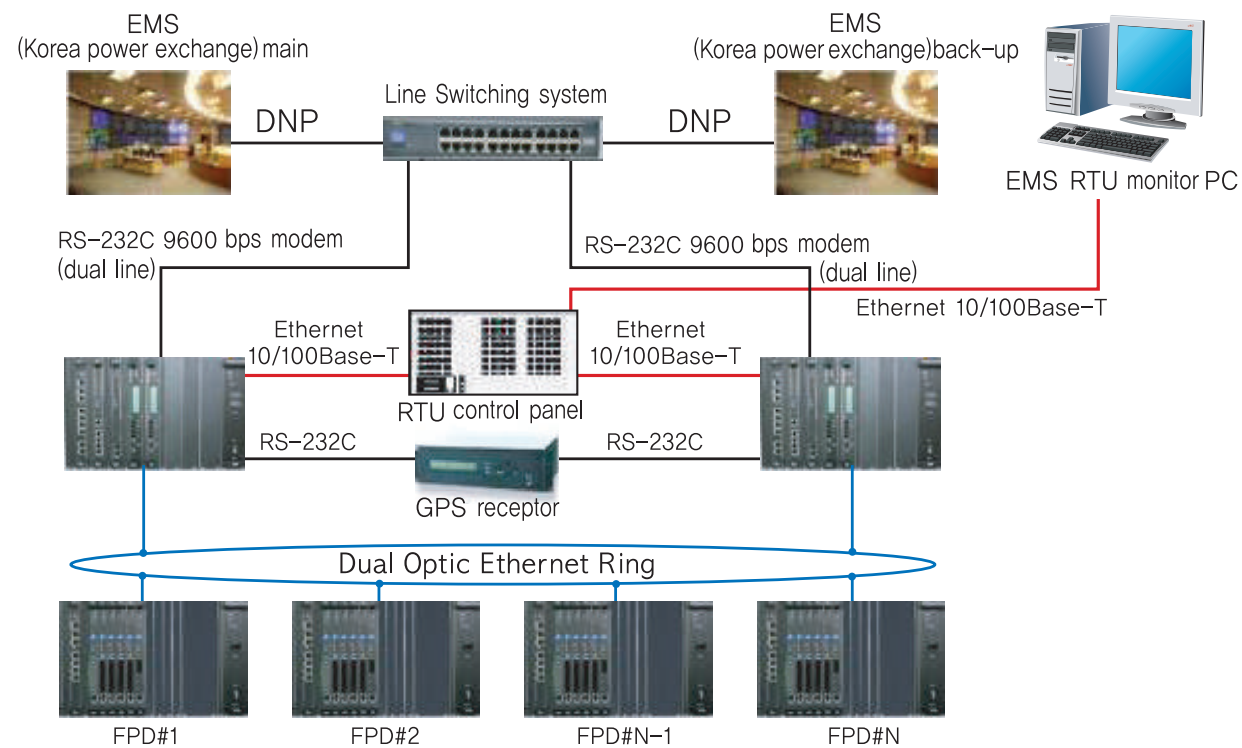 EMS
(Korea power exchange) main
EMS
(Korea power exchange)back-up
Line Switching system
DNP
DNP
EMS RTU monitor PC
RS-232C 9600 bps modem
(dual line)
RS-232C 9600 bps modem
(dual line)
Ethernet 10/100Base-T
Ethernet
10/100Base-T
Ethernet
10/100Base-T
RTU control panel
RS-232C
RS-232C
GPS receptor
Dual Optic Ethernet Ring
FPD#1
FPD#2
FPD#N-1
FPD#N